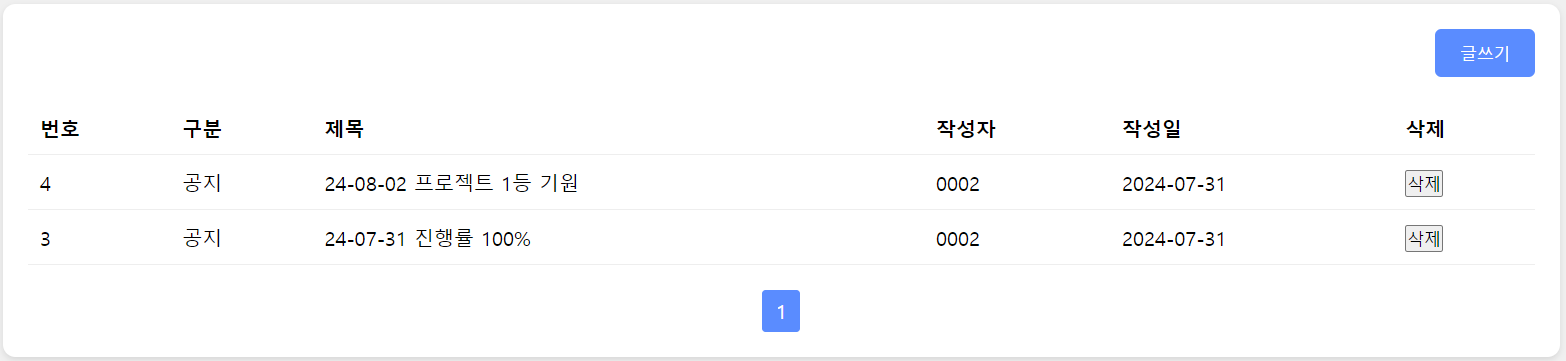 글쓰기
번호 구분 제목 작성자 작성일 삭제
4 공지 24-08-02 프로젝트 1등 기원 0002 2024-07-31 삭제
3 공지 24-07-31 진행률 100% 0002 2024-07-31 삭제
1